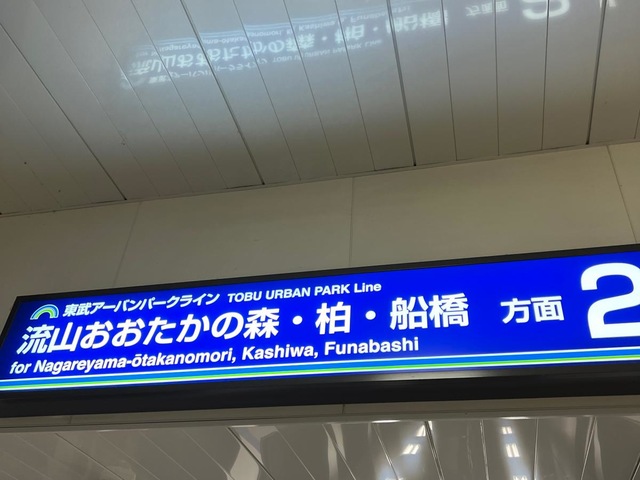 東武アーバンパークライン TOBU URBAN PARK Line
流山おおたかの森・柏・船橋 方面 2
for Nagareyama-ōtakanomori, Kashiwa, Funabashi